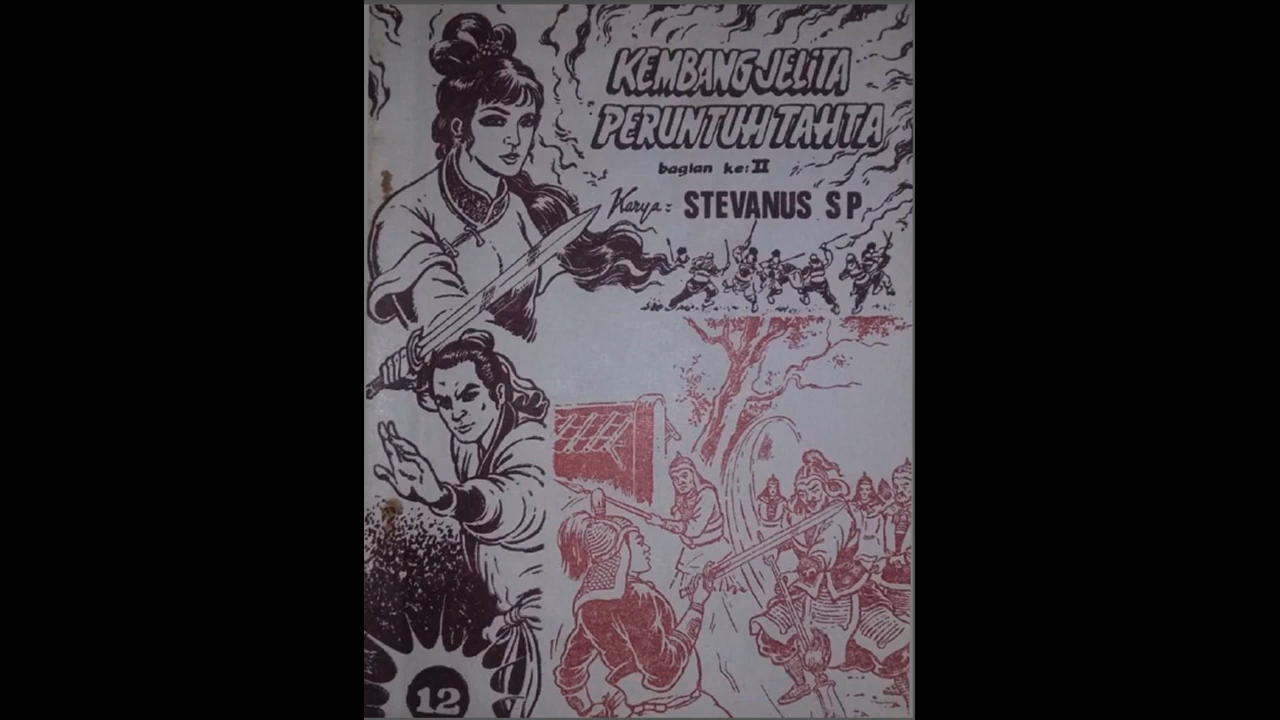 KEMBANG JELITA
PERUNTUH TAHTA
bagian ke: II
Karya: STEVANUS S P
12